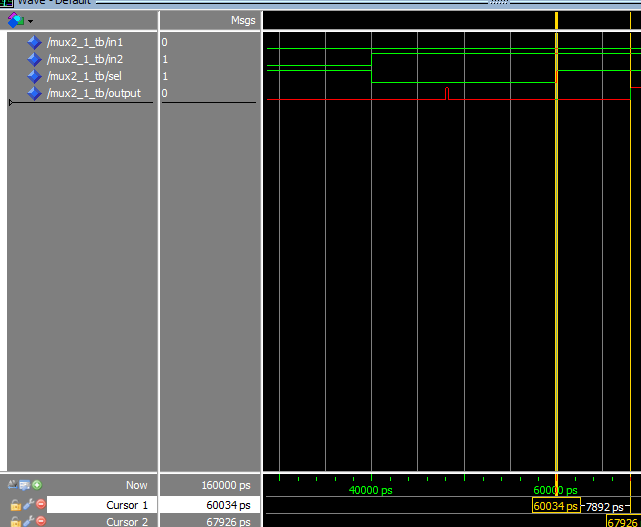 Wave - Default
Msgs
/mux2_1_tb/in1 0
/mux2_1_tb/in2 1
/mux2_1_tb/sel 1
/mux2_1_tb/output 0
Now 160000 ps 40000 ps 60000 ps
Cursor 1 60034 ps 60034 ps 7892 ps
Cursor 2 67926 ps 67926